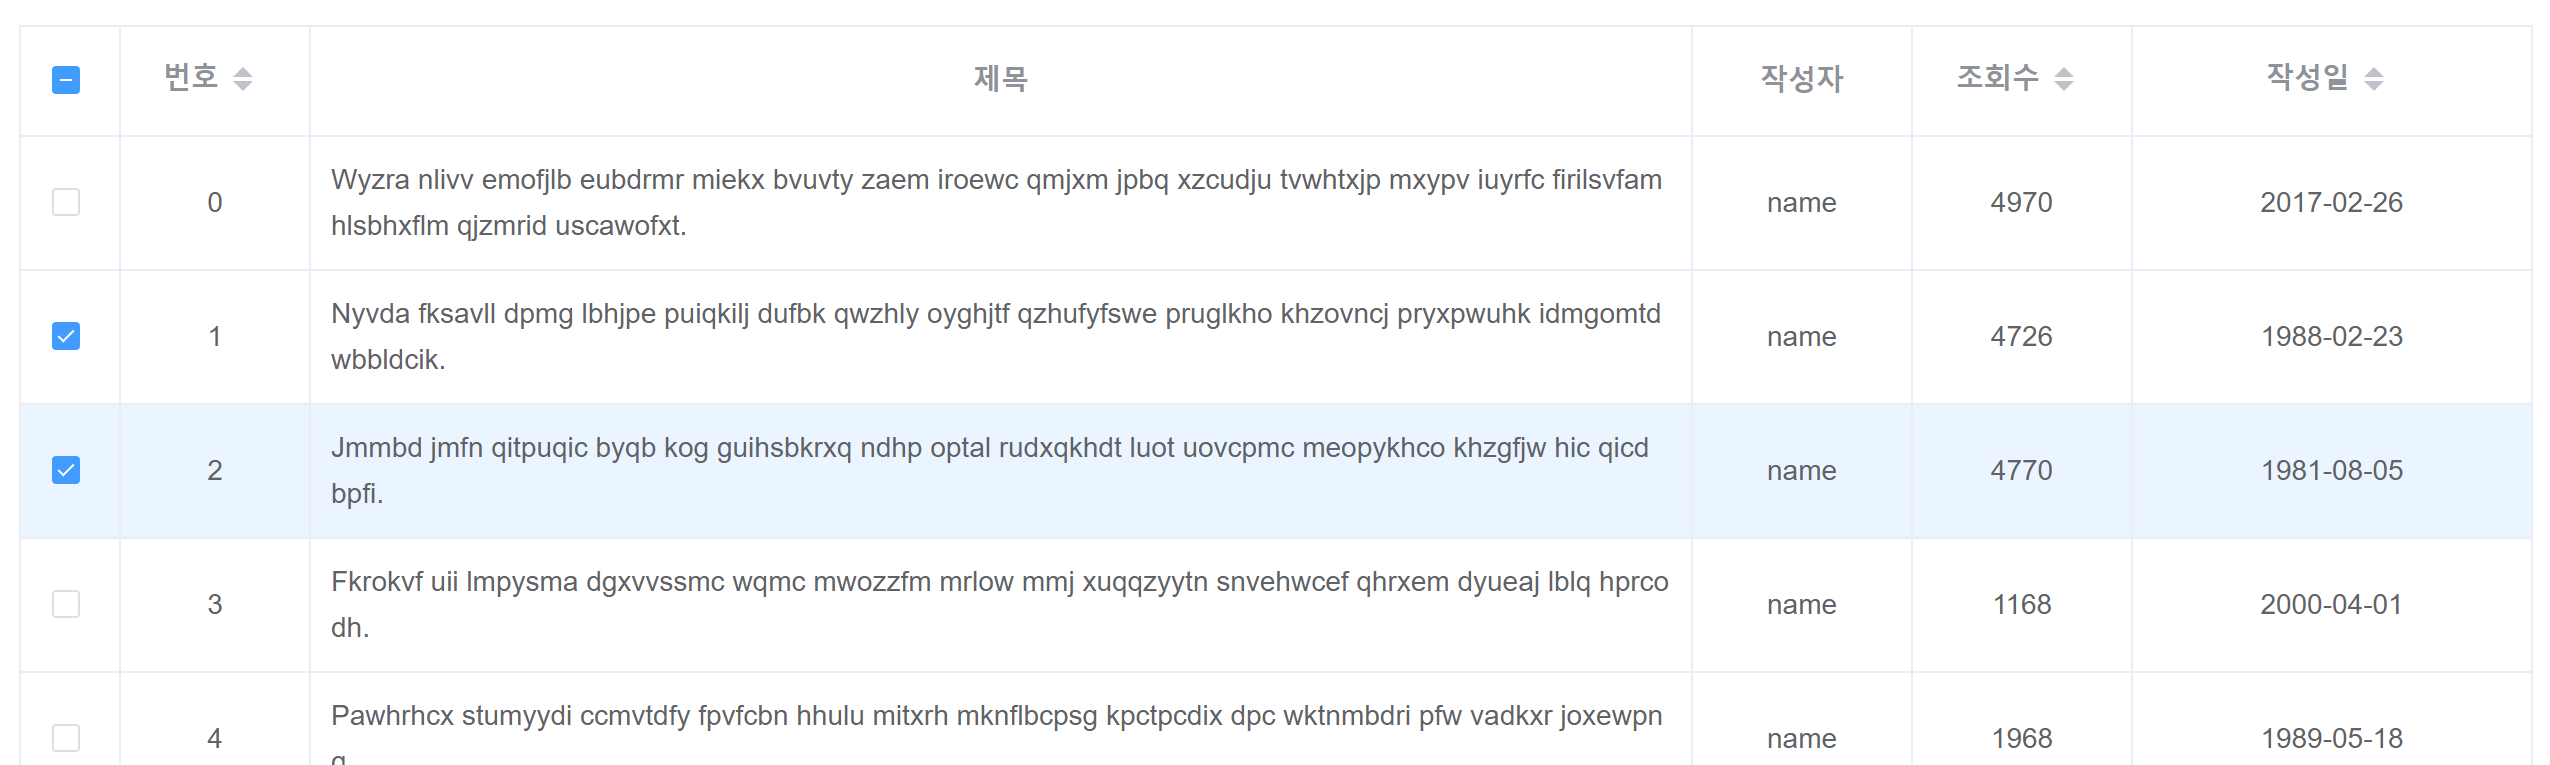 번호 제목 작성자 조회수 작성일
0 Wyzra nlivv emofjlb eubdrmr miekx bvuvty zaem iroewc qmjxm jpbq xzcudju tvwhtxjp mxypv iuyrfc firilsvfam name 4970 2017-02-26
hlsbhxflm qjzmrid uscawofxt.
1 Nyvda fksavll dpmg lbhjpe puiqkilj dufbk qwzhly oyghjtf qzhufyfswe pruglkho khzovncj pryxpwuhk idmgomtd name 4726 1988-02-23
wbbldcik.
2 Jmmbd jmfn qitpuqic byqb kog guihsbkrxq ndhp optal rudxqkhdt luot uovcpmc meopykhco khzgfjw hic qicd name 4770 1981-08-05
bpfi.
3 Fkrokvf uii lmpysma dgxvvssmc wqmc mwozzfm mrlow mmj xuqqzyytn snvehwcef qhrxem dyueaj lblq hprco name 1168 2000-04-01
dh.
4 Pawhrhcx stumyydi ccmvtdfy fpvfcbn hhulu mitxrh mknflbcpsg kpctpcdix dpc wktnmbdri pfw vadkxr joxewpn name 1968 1989-05-18